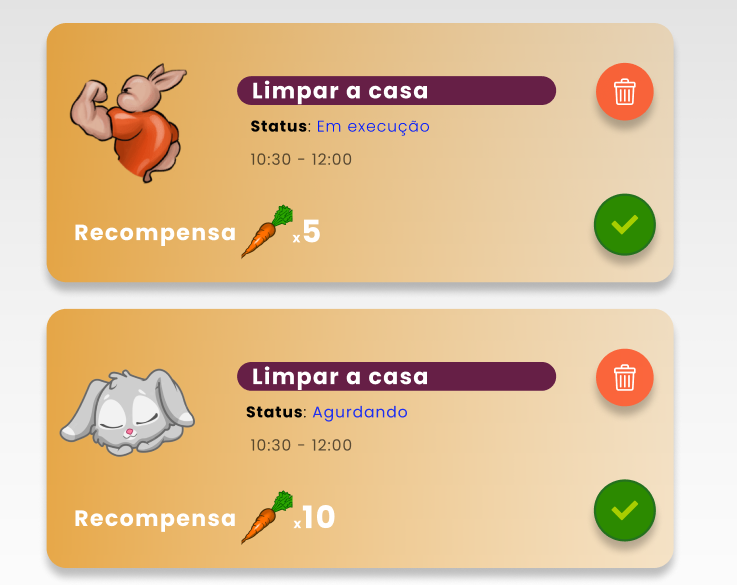 Limpar a casa
Status: Em execução
10:30 - 12:00
Recompensa x5
Limpar a casa
Status: Agurdando
10:30 - 12:00
Recompensa x10